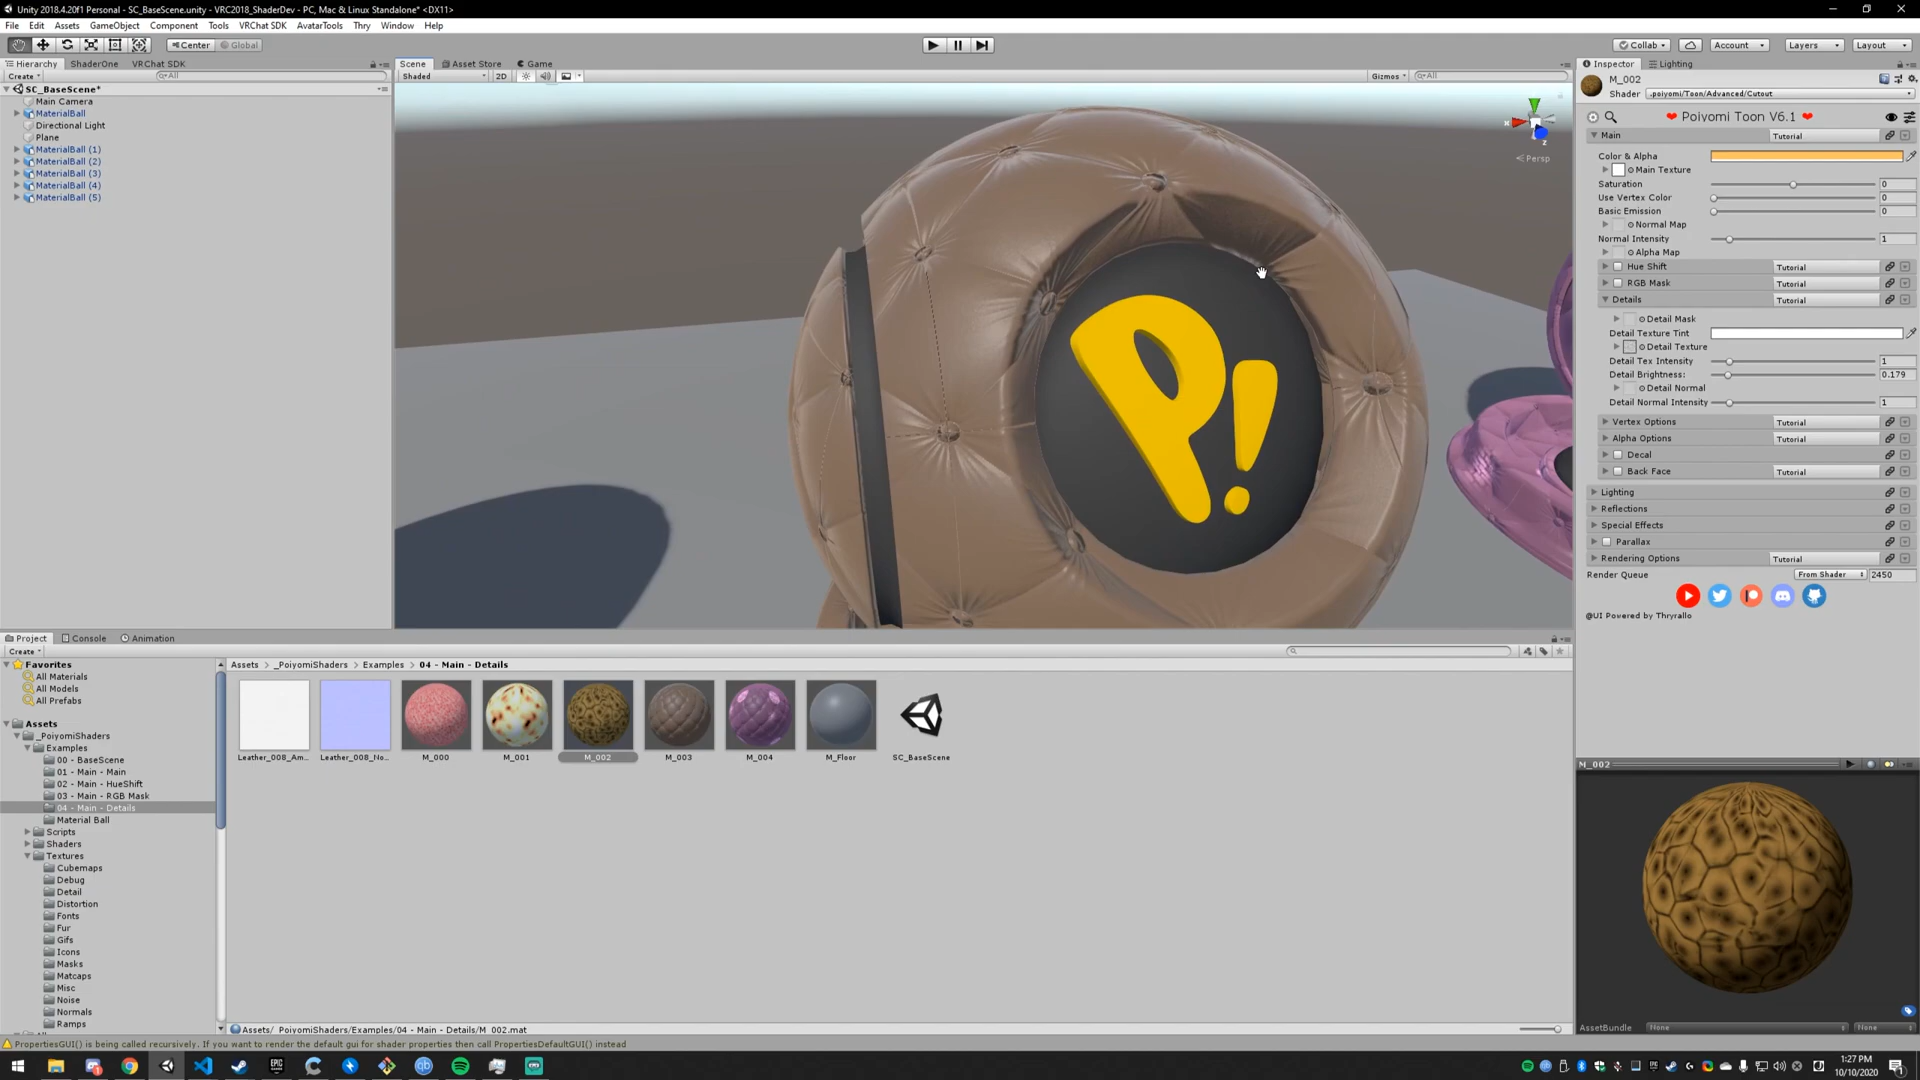 Unity 2018.4.20f1 Personal - SC_BaseScene.unity - VRC2018_ShaderDev - PC, Mac & Linux Standalone* <DX11>
File Edit Assets GameObject Component Tools VRChat SDK AvatarTools Thry Window Help
Center Global Collab Account Layers Layout
Hierarchy ShaderOne VRChat SDK
Create All
SC_BaseScene*
Main Camera
MaterialBall
Directional Light
Plane
MaterialBall (1)
MaterialBall (2)
MaterialBall (3)
MaterialBall (4)
MaterialBall (5)
Scene Asset Store Game
Shaded 2D Gizmos All
x z
Persp
P!
Inspector Lighting
M_002
Shader .poiyomi/Toon/Advanced/Cutout
❤ Poiyomi Toon V6.1 ❤
Main Tutorial
Color & Alpha
Main Texture
Saturation 0
Use Vertex Color 0
Basic Emission 0
Normal Map
Normal Intensity 1
Alpha Map
Hue Shift Tutorial
RGB Mask Tutorial
Details Tutorial
Detail Mask
Detail Texture Tint
Detail Texture
Detail Tex Intensity 1
Detail Brightness: 0.179
Detail Normal
Detail Normal Intensity 1
Vertex Options Tutorial
Alpha Options Tutorial
Decal
Back Face Tutorial
Lighting
Reflections
Special Effects
Parallax
Rendering Options Tutorial
Render Queue From Shader 2450
@UI Powered by Thryrallo
Project Console Animation
Create
Favorites
All Materials
All Models
All Prefabs
Assets
_PoiyomiShaders
Examples
00 - BaseScene
01 - Main - Main
02 - Main - HueShift
03 - Main - RGB Mask
04 - Main - Details
Material Ball
Scripts
Shaders
Textures
Cubemaps
Debug
Detail
Distortion
Fonts
Fur
Gifs
Icons
Masks
Matcaps
Misc
Noise
Normals
Ramps
Assets > _PoiyomiShaders > Examples > 04 - Main - Details
Leather_008_Am... Leather_008_No... M_000 M_001 M_002 M_003 M_004 M_Floor SC_BaseScene
Assets/_PoiyomiShaders/Examples/04 - Main - Details/M_002.mat
M_002
AssetBundle None None
PropertiesGUI() is being called recursively. If you want to render the default gui for shader properties then call PropertiesDefaultGUI() instead
EPIC
1:27 PM
10/10/2020